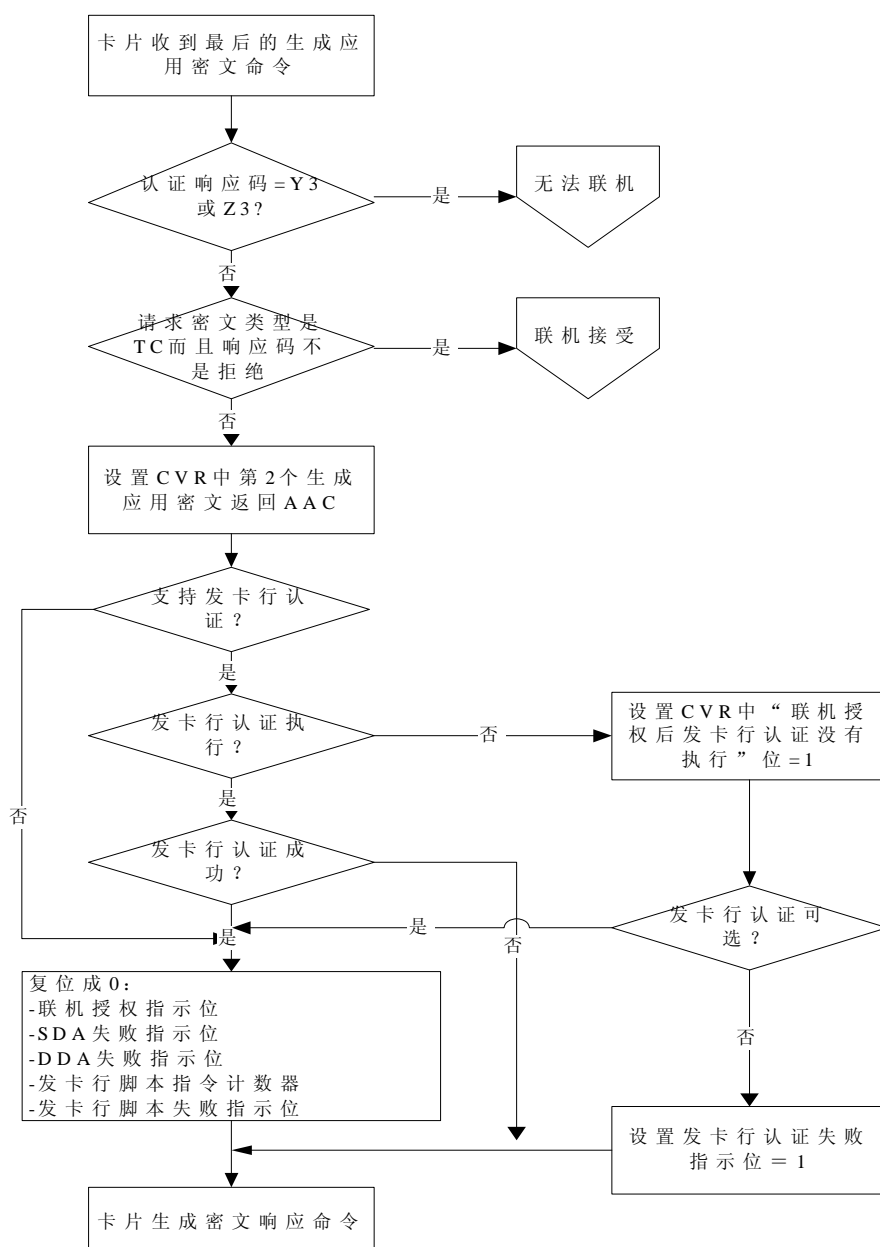 卡片收到最后的生成应
用密文命令
认证响应码=Y3
或Z3?
是
无法联机
否
请求密文类型是
TC而且响应码不
是拒绝
是
联机接受
否
设置CVR中第2个生成
应用密文返回AAC
支持发卡行认
证?
是
发卡行认证执
行?
否
设置CVR中“联机授
权后发卡行认证没有
执行”位=1
是
否
发卡行认证成
功?
发卡行认证可
选?
是
是
否
复位成0:
-联机授权指示位
-SDA失败指示位
-DDA失败指示位
-发卡行脚本指令计数器
-发卡行脚本失败指示位
否
设置发卡行认证失败
指示位=1
卡片生成密文响应命令